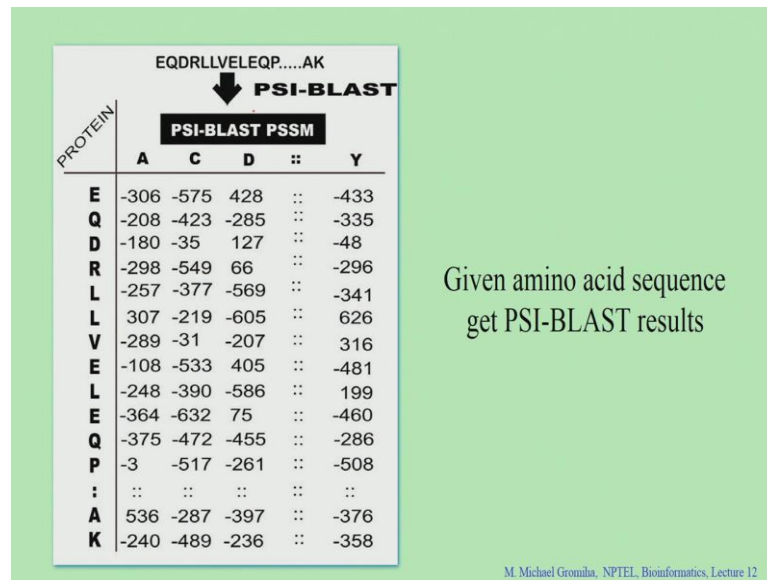 EQDRLLVELEQP.....AK
PSI-BLAST
PSI-BLAST PSSM
PROTEIN A C D :: Y
E -306 -575 428 :: -433
Q -208 -423 -285 :: -335
D -180 -35 127 :: -48
R -298 -549 66 :: -296
L -257 -377 -569 :: -341
L 307 -219 -605 :: 626
V -289 -31 -207 :: 316
E -108 -533 405 :: -481
L -248 -390 -586 :: 199
E -364 -632 75 :: -460
Q -375 -472 -455 :: -286
P -3 -517 -261 :: -508
: :: :: :: :: ::
A 536 -287 -397 :: -376
K -240 -489 -236 :: -358
Given amino acid sequence
get PSI-BLAST results
M. Michael Gromiha, NPTEL, Bioinformatics, Lecture 12